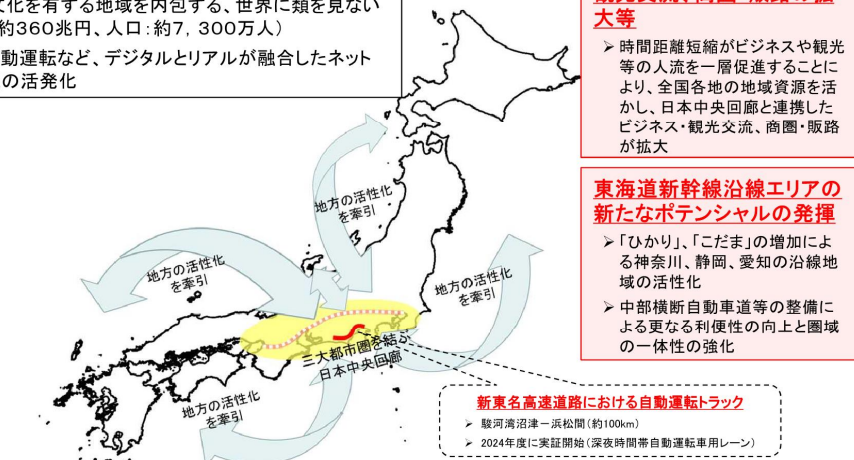 文化を有する地域を内包する、世界に類を見ない
約360兆円、人口：約7，300万人）
動運転など、デジタルとリアルが融合したネット
の活発化
観光交流、商圏・販路の拡
大等
➢ 時間距離短縮がビジネスや観光
等の人流を一層促進することに
より、全国各地の地域資源を活
かし、日本中央回廊と連携した
ビジネス・観光交流、商圏・販路
が拡大
東海道新幹線沿線エリアの
新たなポテンシャルの発揮
➢ 「ひかり」、「こだま」の増加によ
る神奈川、静岡、愛知の沿線地
域の活性化
➢ 中部横断自動車道等の整備に
よる更なる利便性の向上と圏域
の一体性の強化
地方の活性化
を牽引
地方の活性化
を牽引
地方の活性化
を牽引
三大都市圏を結ぶ
日本中央回廊
地方の活性化
を牽引
新東名高速道路における自動運転トラック
➢ 駿河湾沼津－浜松間（約100km）
➢ 2024年度に実証開始（深夜時間帯自動運転車用レーン）